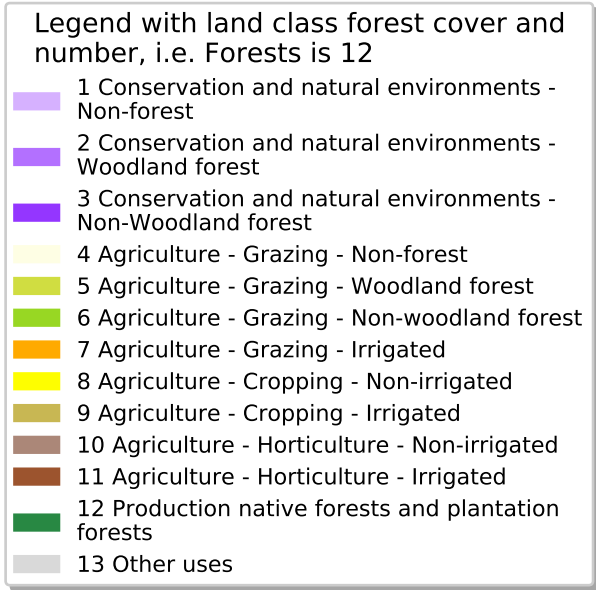 Legend with land class forest cover and
number, i.e. Forests is 12
1 Conservation and natural environments -
Non-forest
2 Conservation and natural environments -
Woodland forest
3 Conservation and natural environments -
Non-Woodland forest
4 Agriculture - Grazing - Non-forest
5 Agriculture - Grazing - Woodland forest
6 Agriculture - Grazing - Non-woodland forest
7 Agriculture - Grazing - Irrigated
8 Agriculture - Cropping - Non-irrigated
9 Agriculture - Cropping - Irrigated
10 Agriculture - Horticulture - Non-irrigated
11 Agriculture - Horticulture - Irrigated
12 Production native forests and plantation
forests
13 Other uses